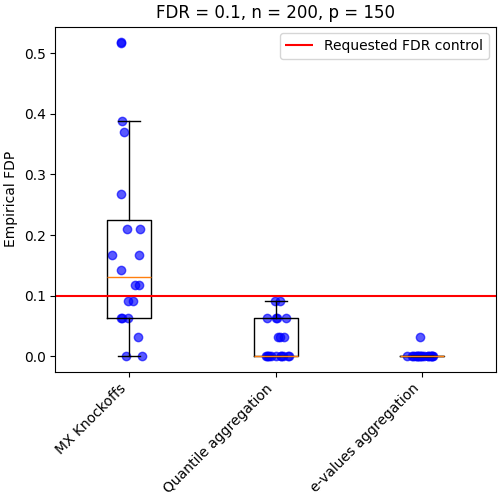 FDR = 0.1, n = 200, p = 150
Requested FDR control
Empirical FDP
0.5
0.4
0.3
0.2
0.1
0.0
MX Knockoffs
Quantile aggregation
e-values aggregation